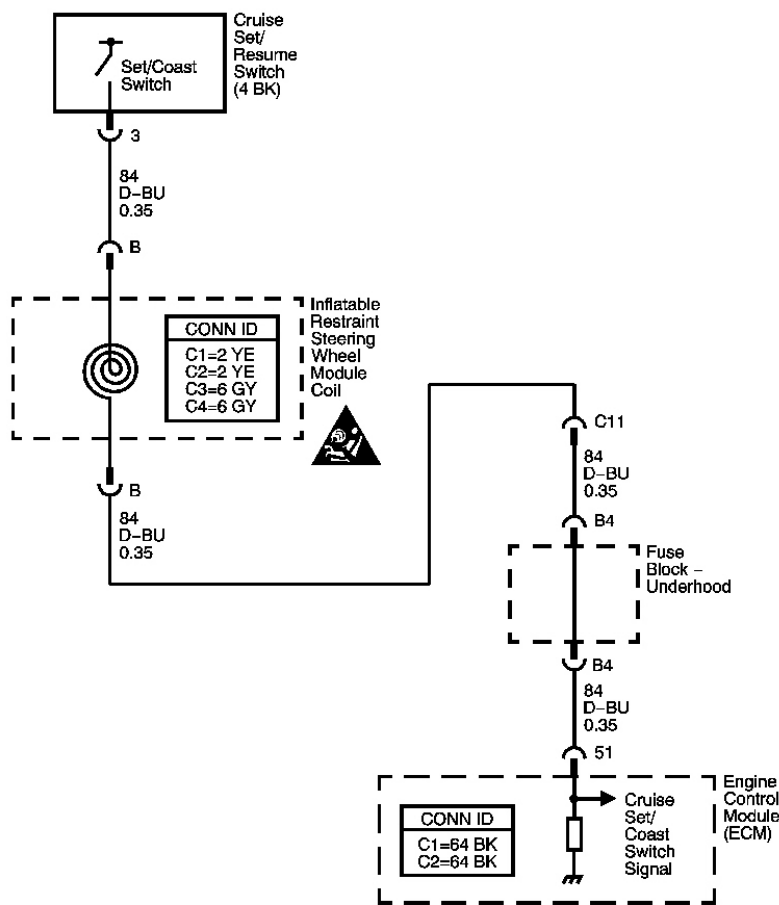 Cruise
Set/
Resume
Switch
(4 BK)
Set/Coast
Switch
3
84
D-BU
0.35
B
Inflatable
Restraint
Steering
Wheel
Module
Coil
CONN ID
C1=2 YE
C2=2 YE
C3=6 GY
C4=6 GY
B
84
D-BU
0.35
C11
84
D-BU
0.35
B4
Fuse
Block –
Underhood
B4
84
D-BU
0.35
51
Engine
Control
Module
(ECM)
Cruise
Set/
Coast
Switch
Signal
CONN ID
C1=64 BK
C2=64 BK